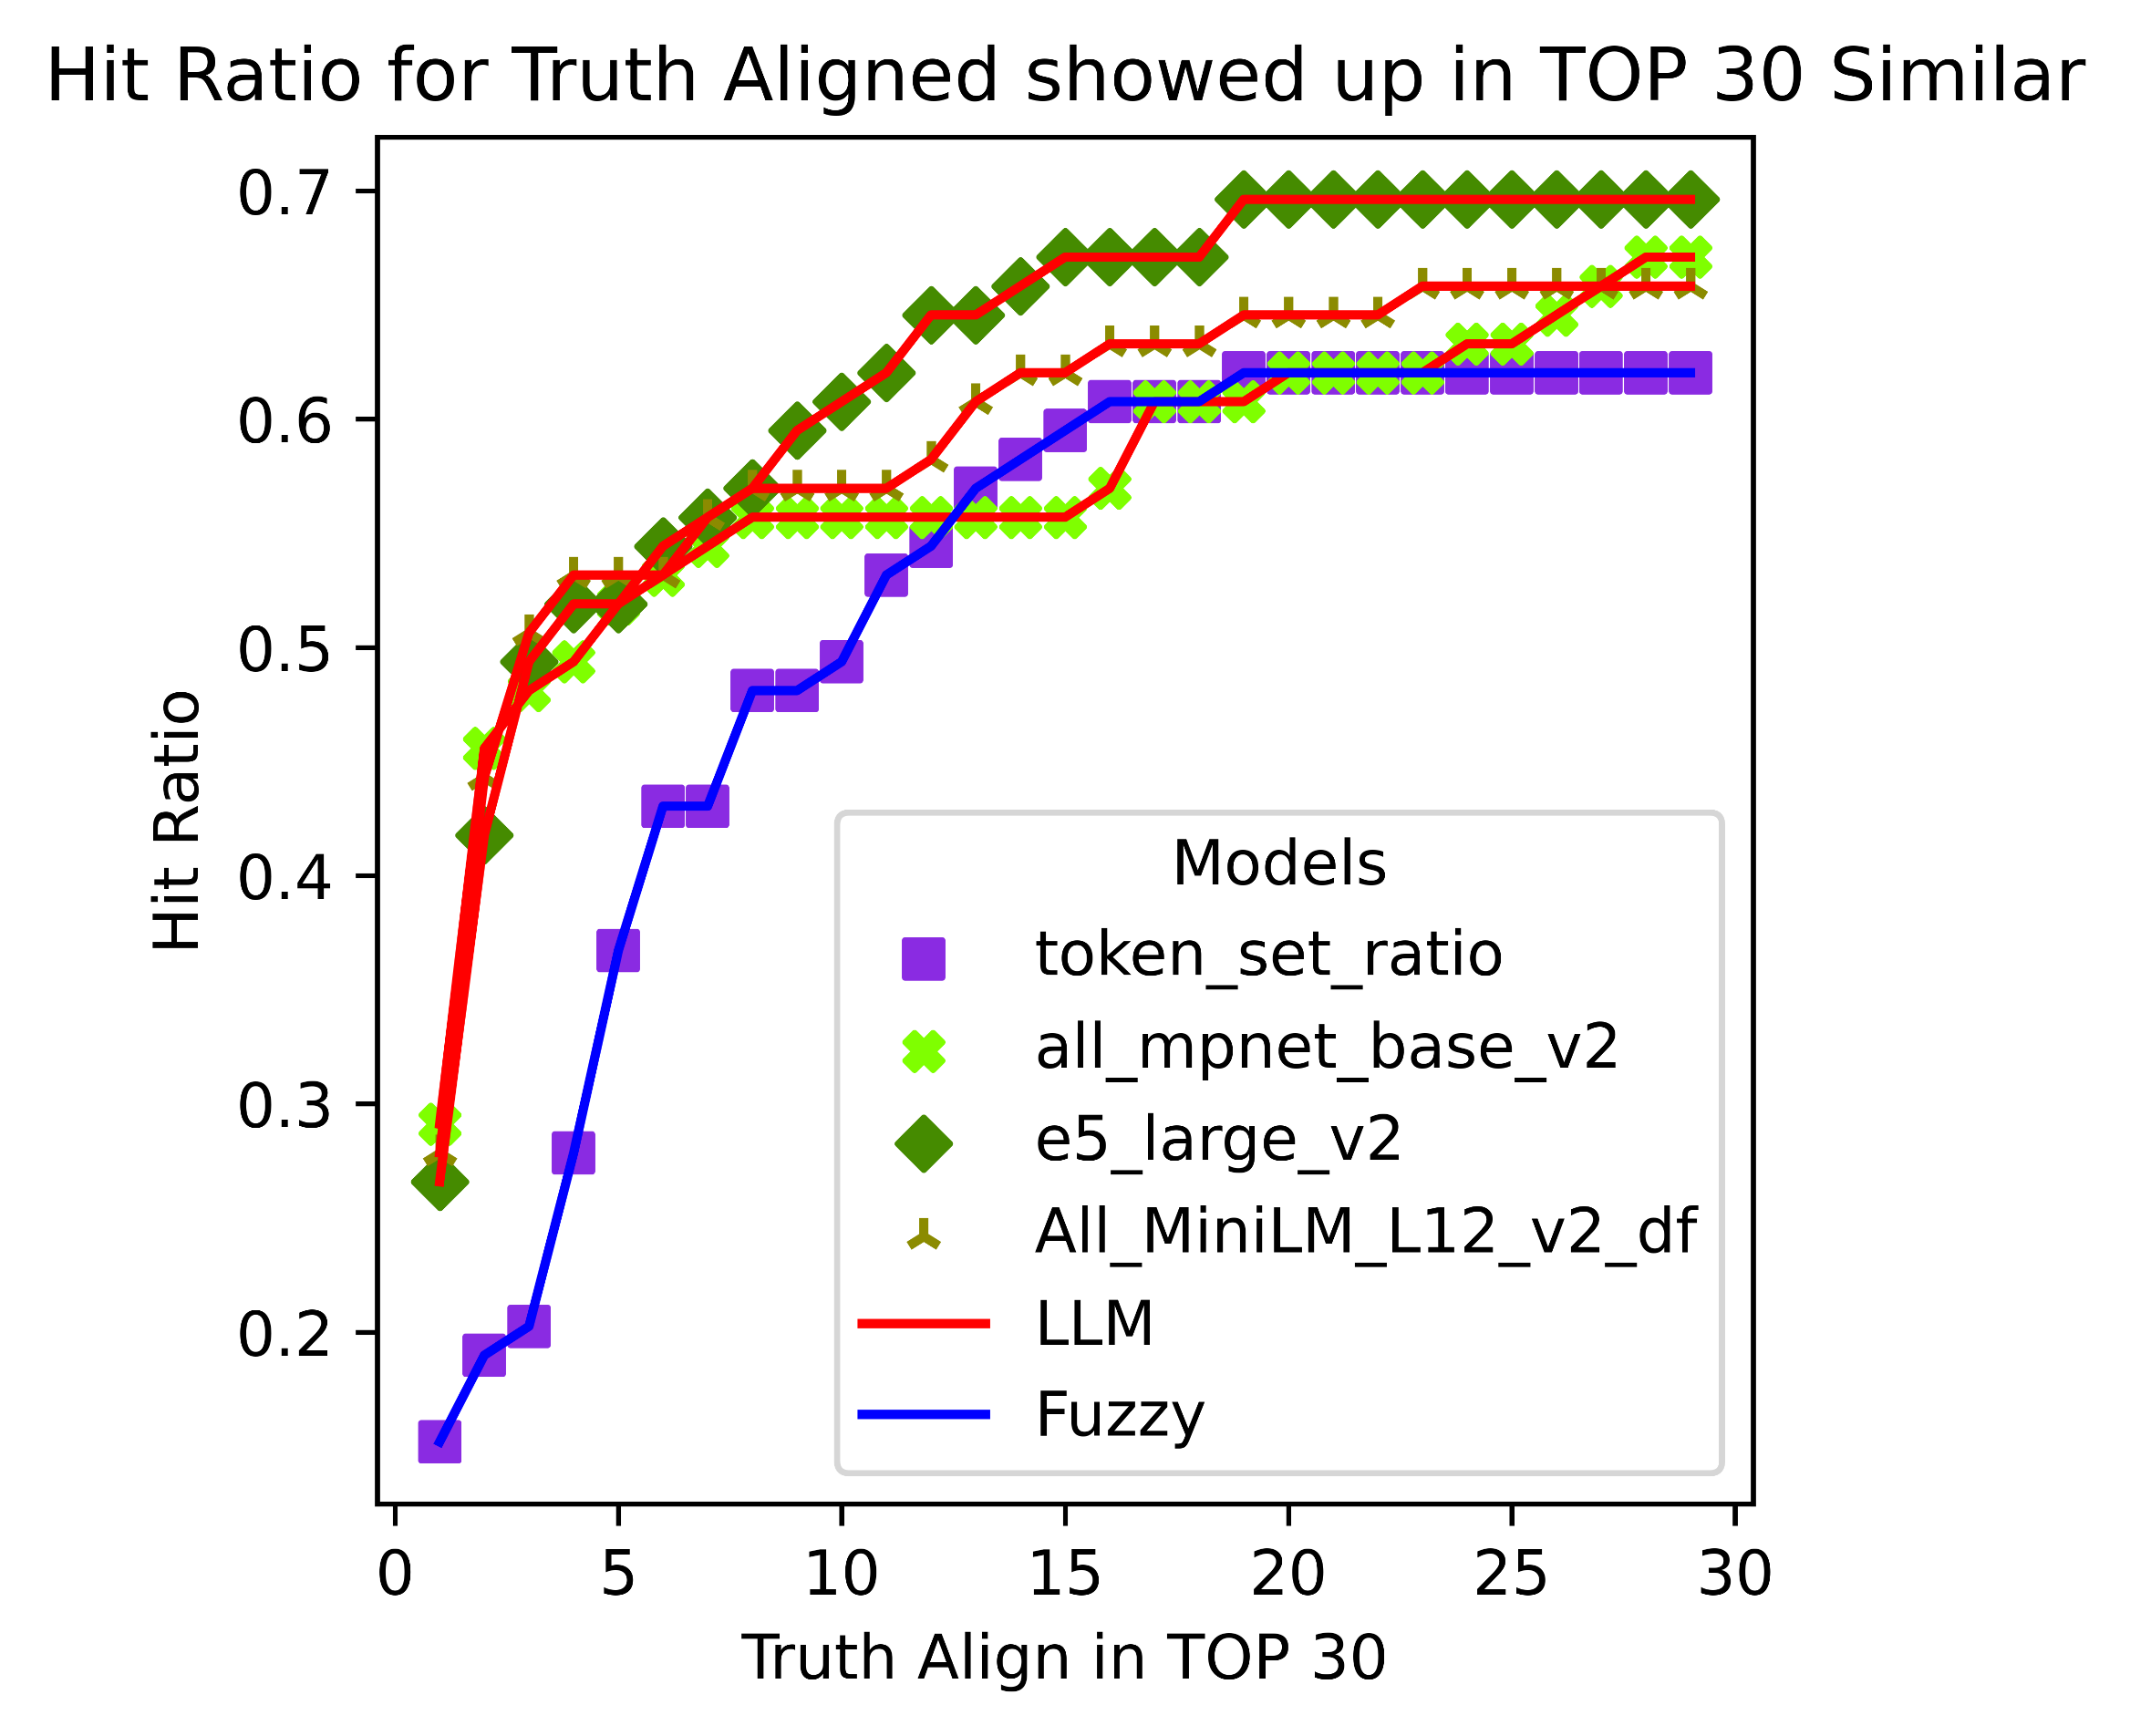 Hit Ratio for Truth Aligned showed up in TOP 30 Similar
0.7
0.6
0.5
0.4
0.3
0.2
Hit Ratio
Models
token_set_ratio
all_mpnet_base_v2
e5_large_v2
All_MiniLM_L12_v2_df
LLM
Fuzzy
0 5 10 15 20 25 30
Truth Align in TOP 30